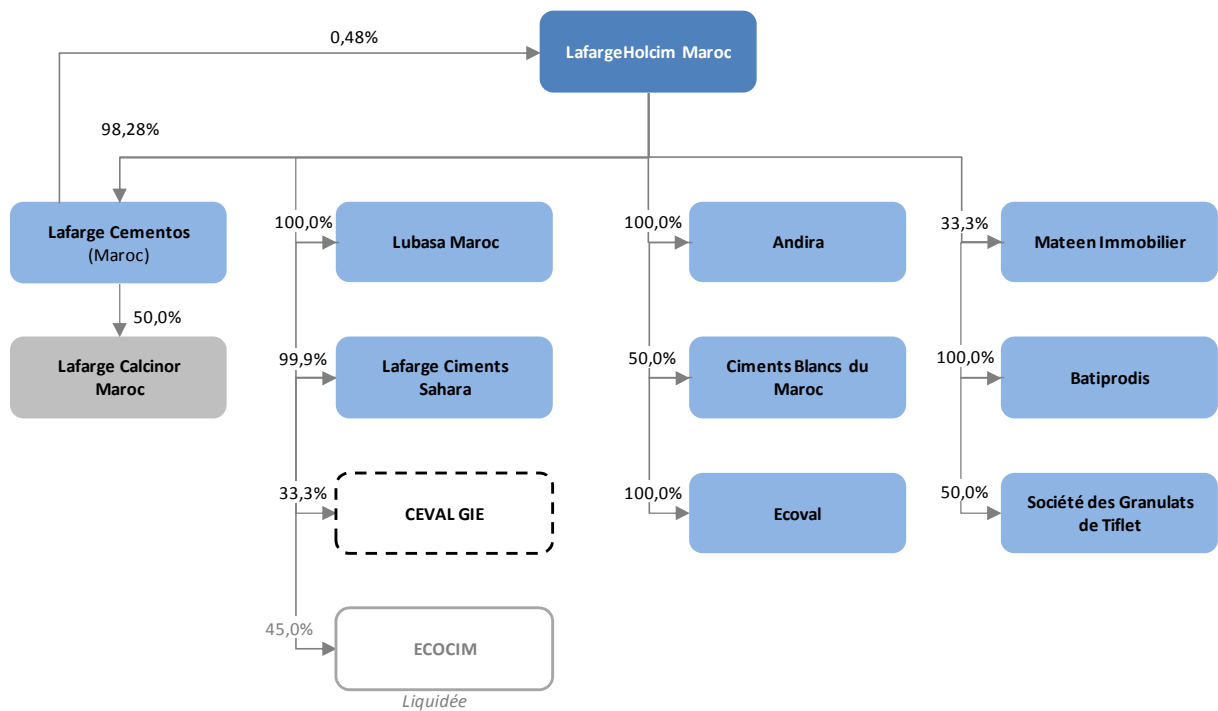 0,48%
LafargeHolcim Maroc
98,28%
Lafarge Cementos
(Maroc)
100,0%
Lubasa Maroc
100,0%
Andira
33,3%
Mateen Immobilier
50,0%
Lafarge Calcinor
Maroc
99,9%
Lafarge Ciments
Sahara
50,0%
Ciments Blancs du
Maroc
100,0%
Batiprodis
33,3%
CEVAL GIE
100,0%
Ecoval
50,0%
Société des Granulats
de Tiflet
45,0%
ECOCIM
Liquidée